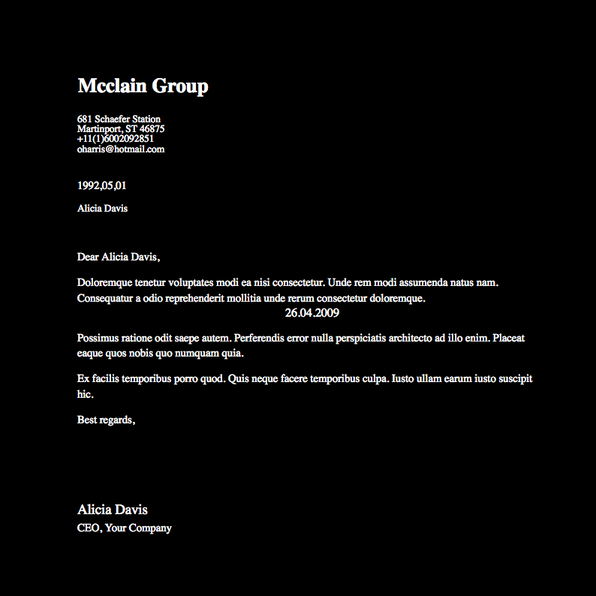 Mcclain Group
681 Schaefer Station
Martinport, ST 46875
+11(1)6002092851
oharris@hotmail.com
1992,05,01
Alicia Davis
Dear Alicia Davis,
Doloremque tenetur voluptates modi ea nisi consectetur. Unde rem modi assumenda natus nam.
Consequatur a odio reprehenderit mollitia unde rerum consectetur doloremque.
26.04.2009
Possimus ratione odit saepe autem. Perferendis error nulla perspiciatis architecto ad illo enim. Placeat
eaque quos nobis quo numquam quia.
Ex facilis temporibus porro quod. Quis neque facere temporibus culpa. Iusto ullam earum iusto suscipit
hic.
Best regards,
Alicia Davis
CEO, Your Company